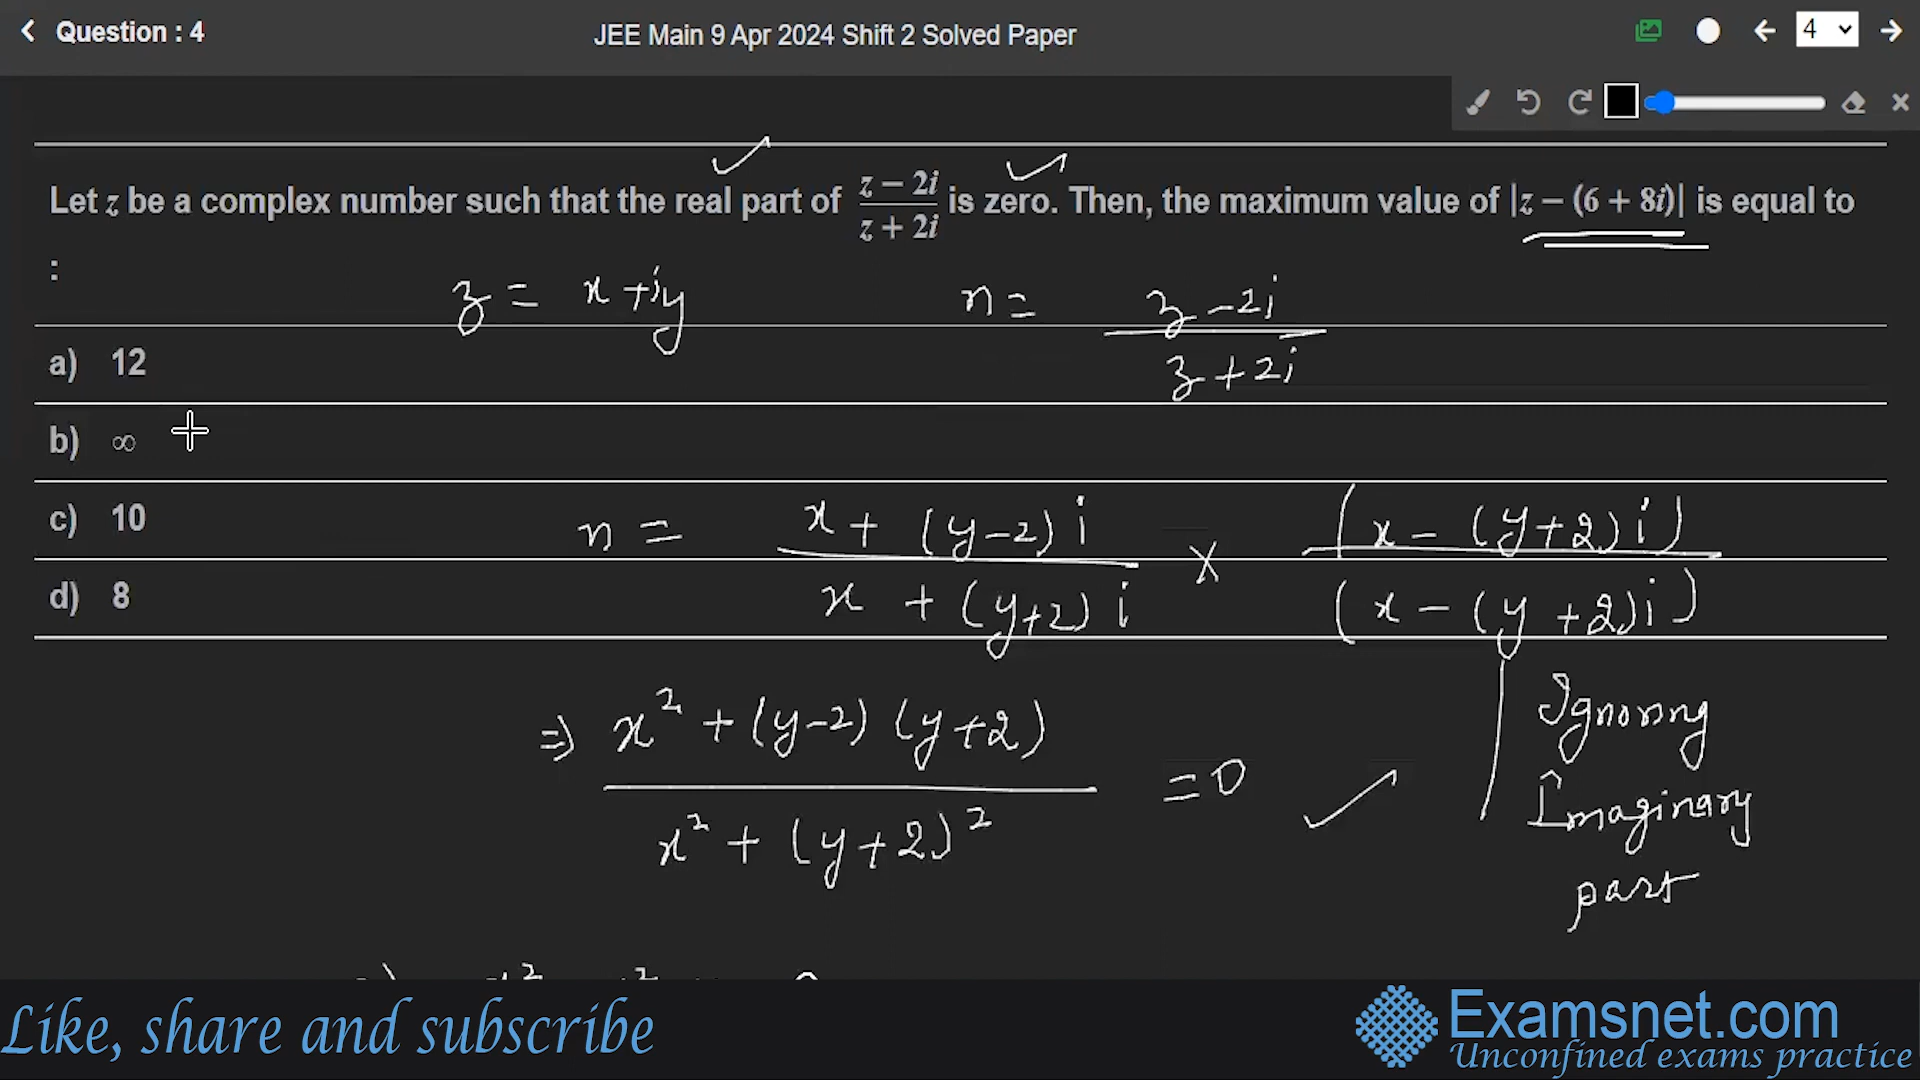 Question : 4
JEE Main 9 Apr 2024 Shift 2 Solved Paper
4
Let z be a complex number such that the real part of (z − 2i)/(z + 2i) is zero. Then, the maximum value of |z − (6 + 8i)| is equal to
:
z = x + iy
n = (z − 2i)/(z + 2i)
a) 12
b) ∞
c) 10
d) 8
n = (x + (y−2) i)/(x + (y+2) i) × (x − (y+2) i)/(x − (y+2) i)
⇒ (x² + (y−2) (y+2))/(x² + (y+2)²) = 0
Ignoring
Imaginary
part
Like, share and subscribe
Examsnet.com
Unconfined exams practice